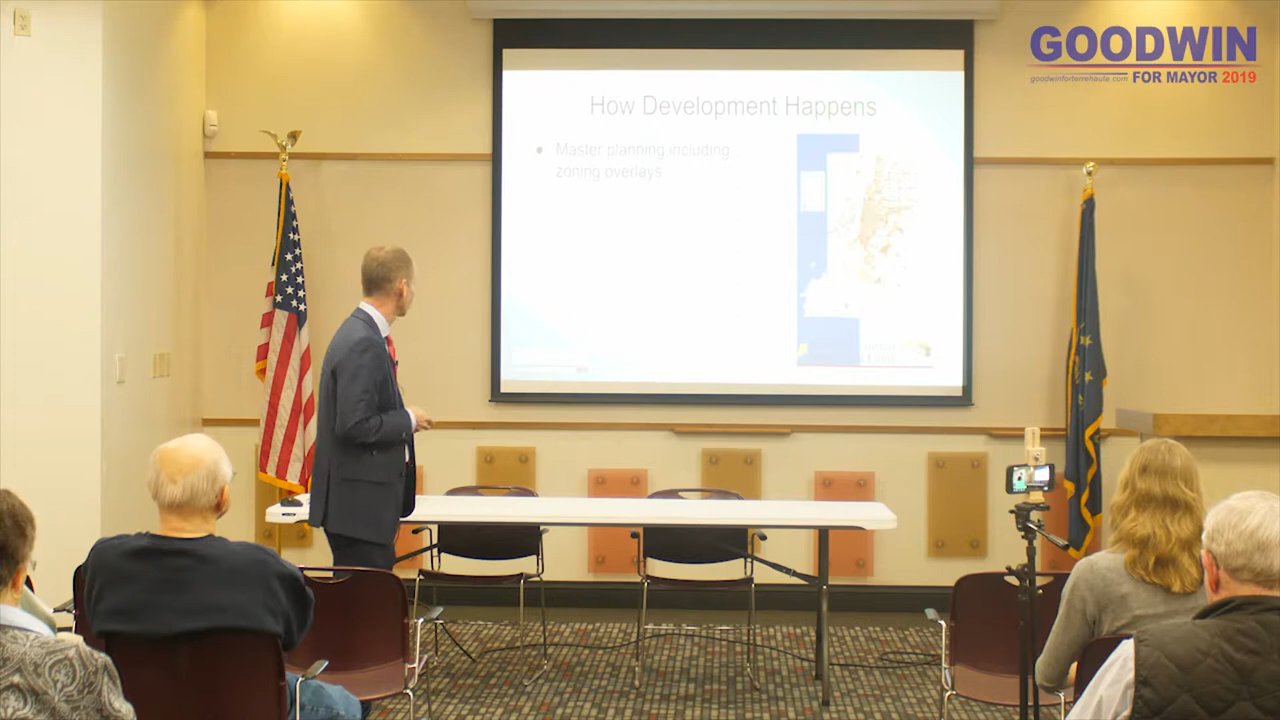 GOODWIN
goodwinforterrehaute.com FOR MAYOR 2019
How Development Happens
• Master planning including
zoning overlays